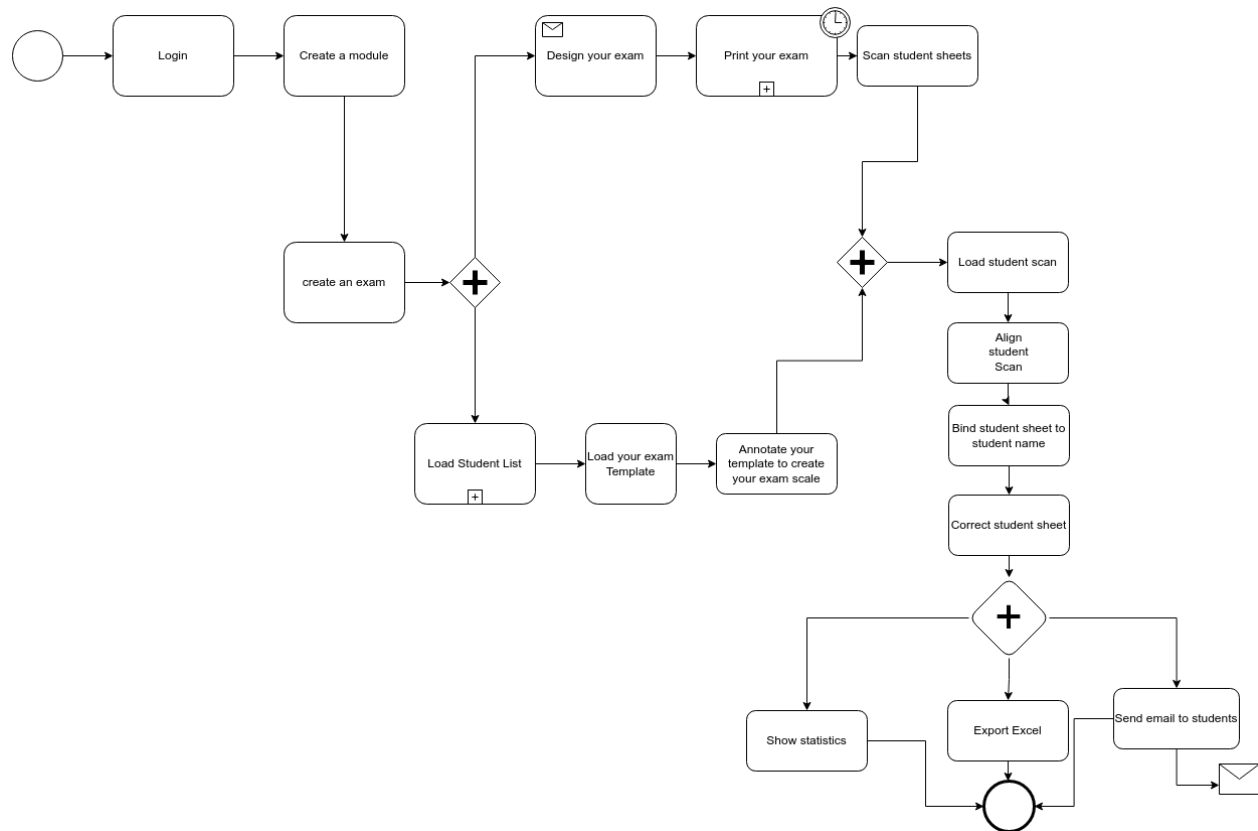 Login
Create a module
Design your exam
Print your exam
Scan student sheets
create an exam
Load student scan
Align
student
Scan
Bind student sheet to
student name
Load Student List
Load your exam
Template
Annotate your
template to create
your exam scale
Correct student sheet
Show statistics
Export Excel
Send email to students